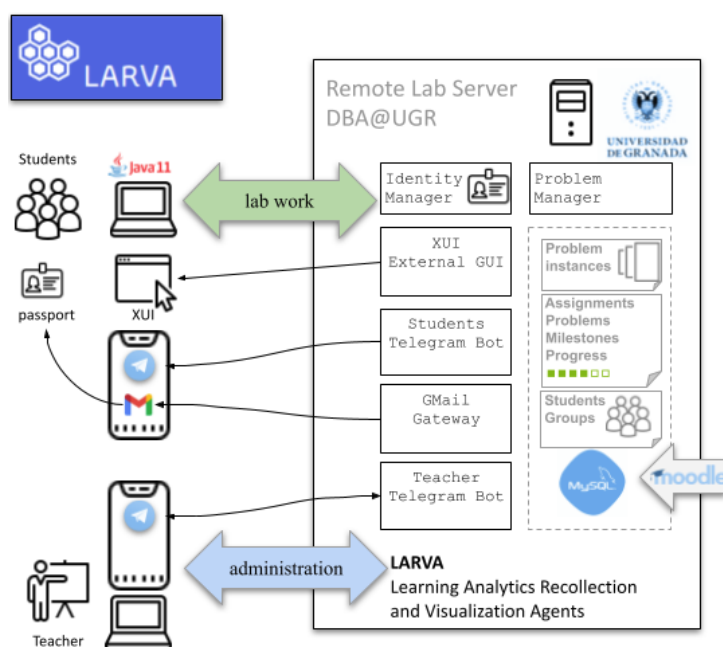 LARVA
Remote Lab Server
DBA@UGR
UNIVERSIDAD
DE GRANADA
Students
Java 11
lab work
Identity
Manager
Problem
Manager
XUI
External GUI
Problem
instances
passport
XUI
Students
Telegram Bot
Assignments
Problems
Milestones
Progress
GMail
Gateway
Students
Groups
Teacher
Telegram Bot
MySQL
moodle
administration
LARVA
Learning Analytics Recollection
and Visualization Agents
Teacher